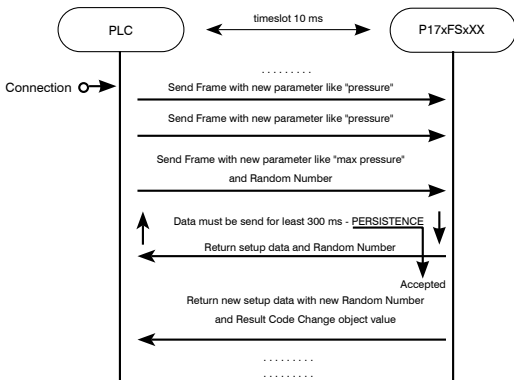 PLC
timeslot 10 ms
P17xFSxXX
.........
Connection
Send Frame with new parameter like "pressure"
Send Frame with new parameter like "pressure"
Send Frame with new parameter like "max pressure"
and Random Number
Data must be send for least 300 ms - PERSISTENCE
Return setup data and Random Number
Accepted
Return new setup data with new Random Number
and Result Code Change object value
.........
.........